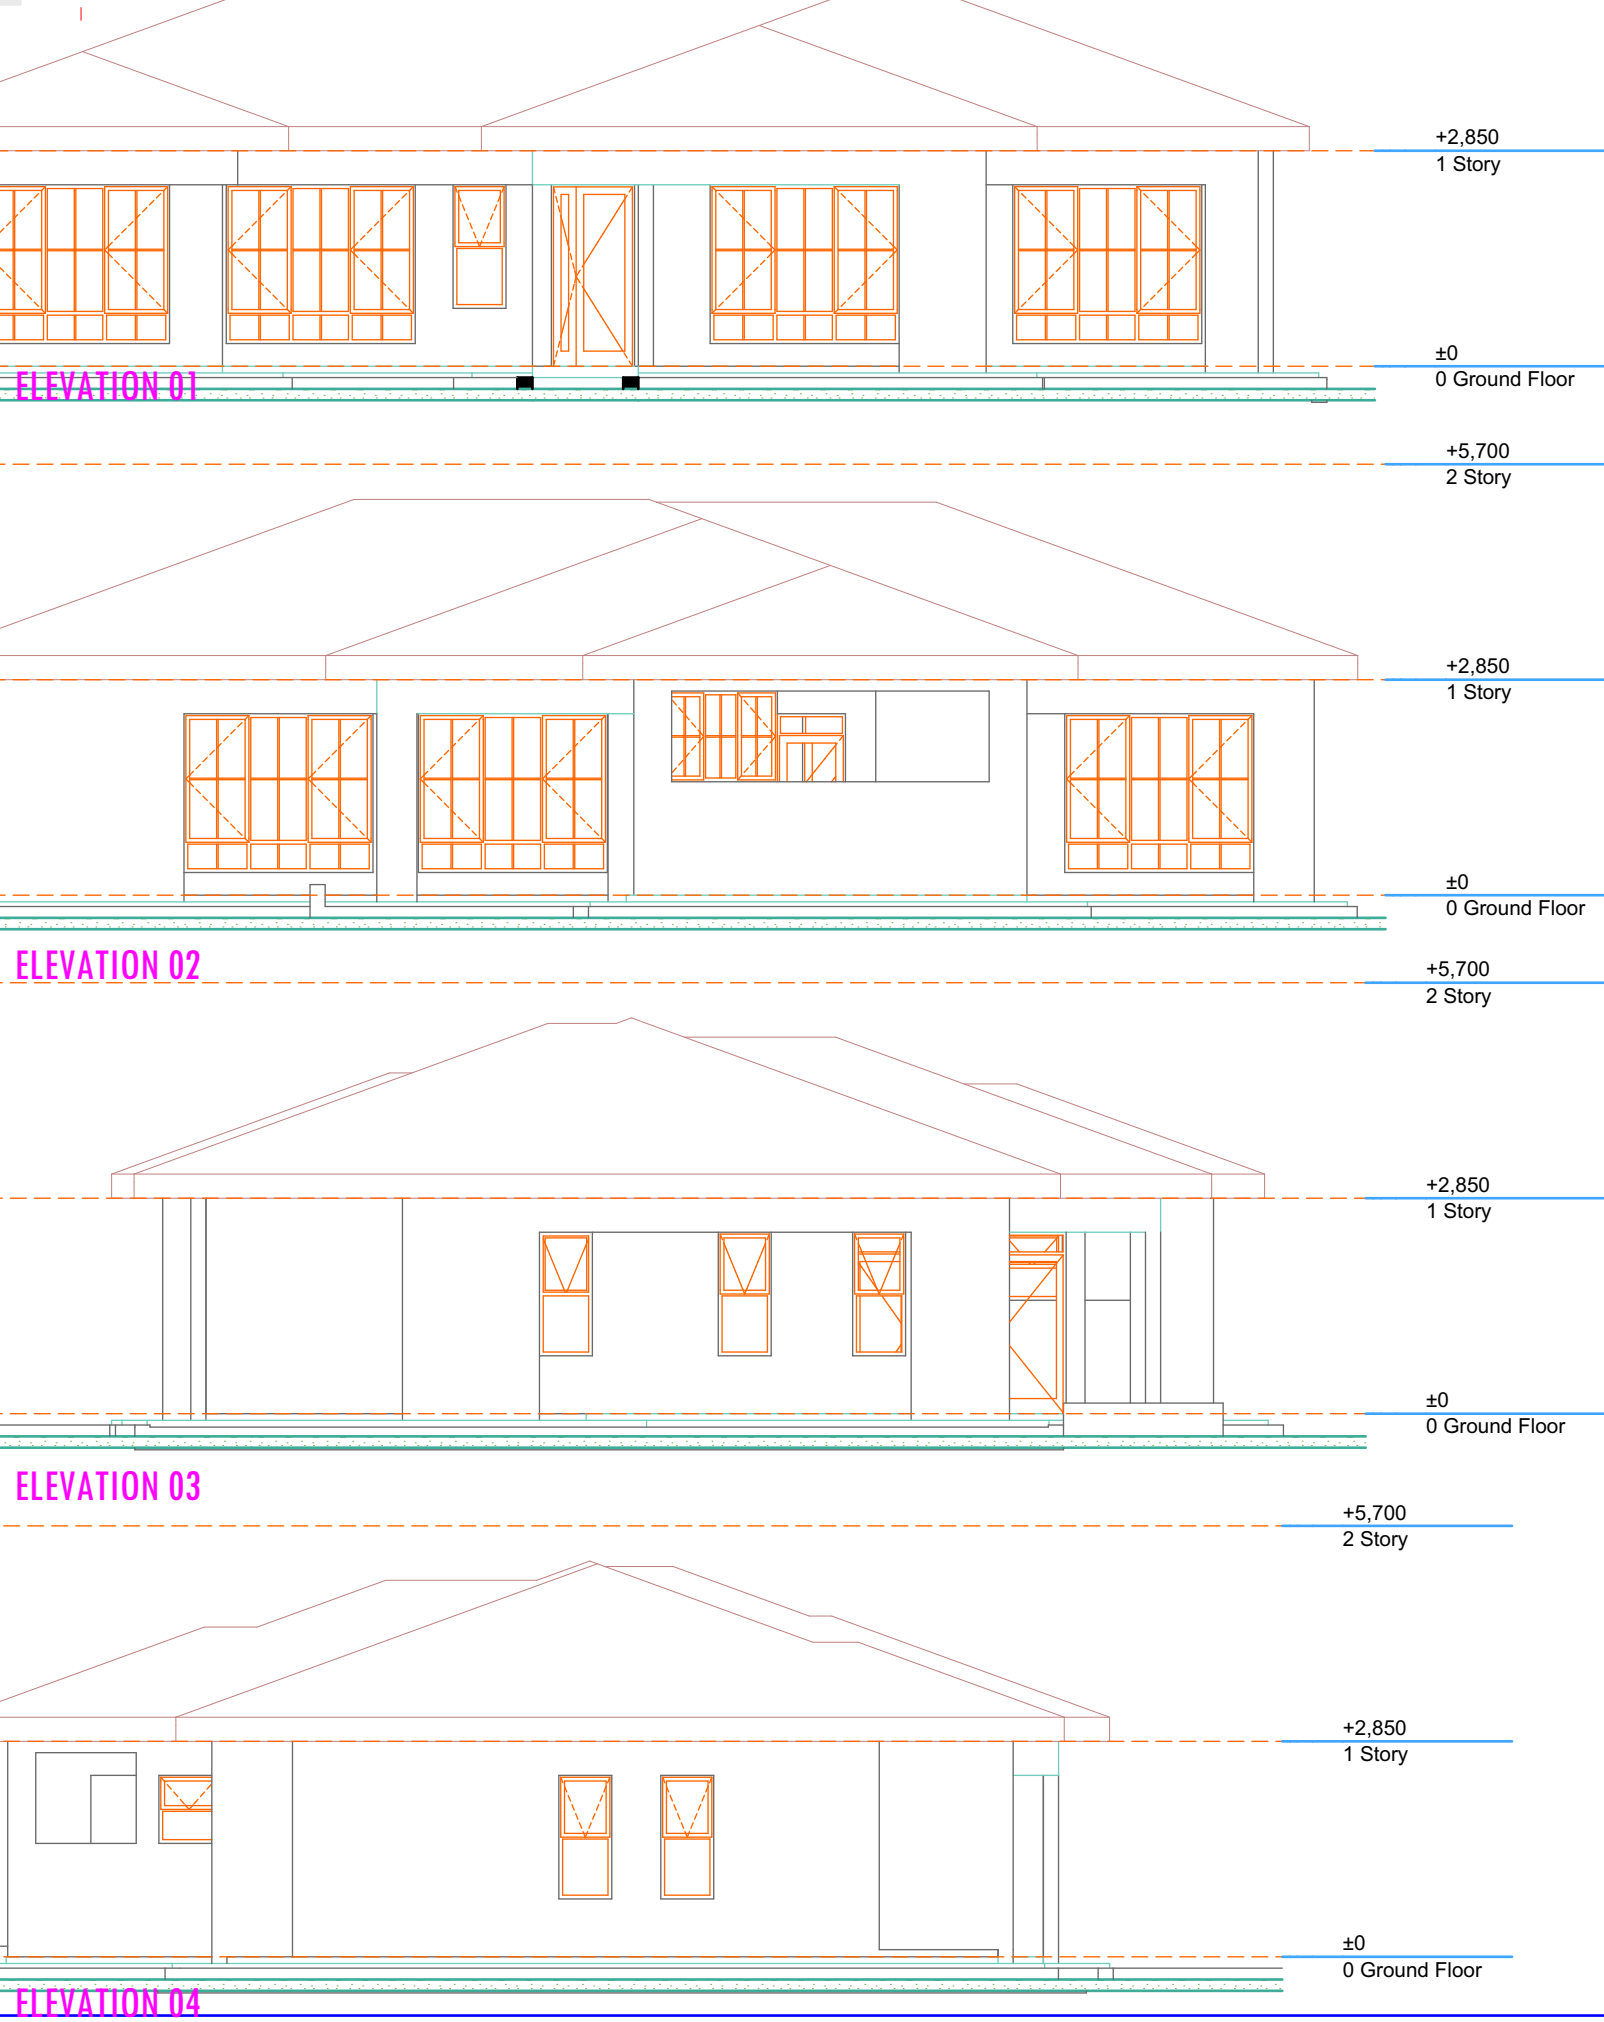 +2,850
1 Story
±0
0 Ground Floor
ELEVATION 01
+5,700
2 Story
+2,850
1 Story
±0
0 Ground Floor
ELEVATION 02
+5,700
2 Story
+2,850
1 Story
±0
0 Ground Floor
ELEVATION 03
+5,700
2 Story
+2,850
1 Story
±0
0 Ground Floor
ELEVATION 04